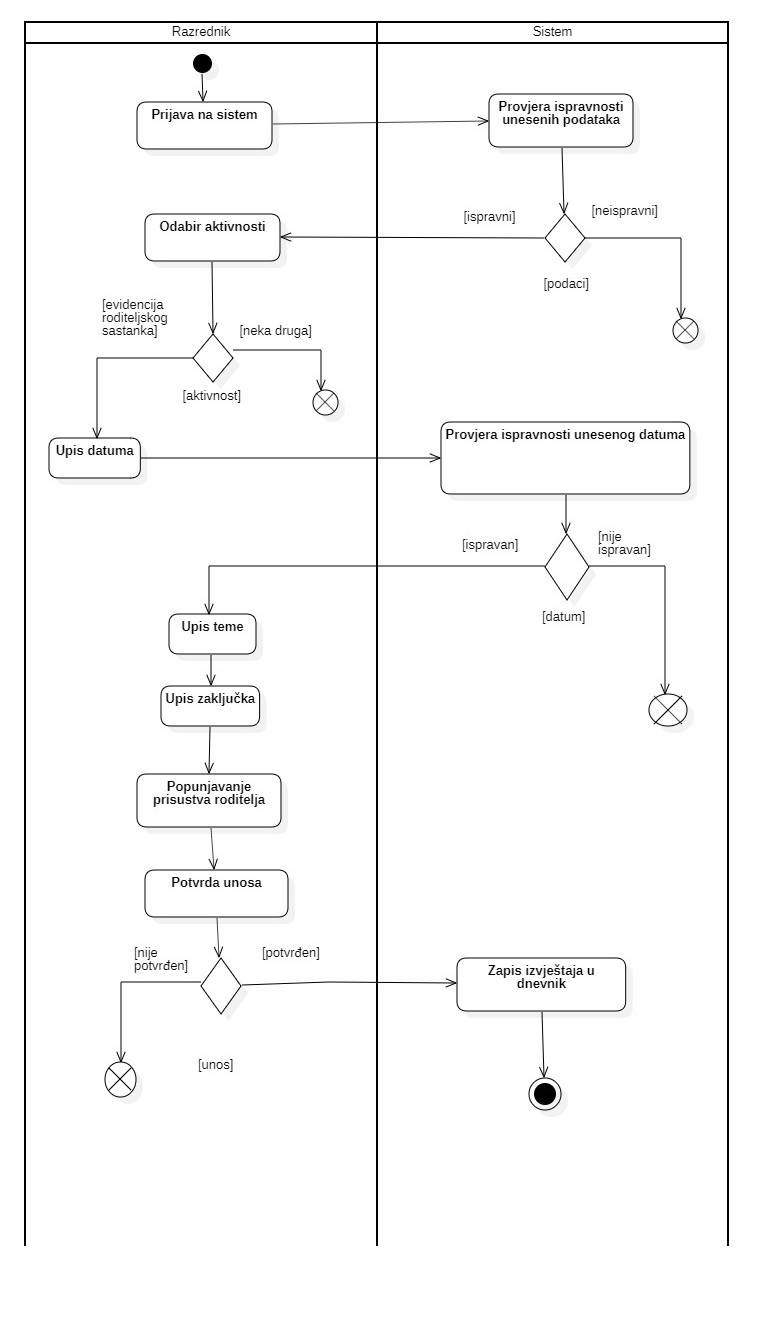 Razrednik
Sistem
Prijava na sistem
Provjera ispravnosti
unesenih podataka
[ispravni]
[neispravni]
Odabir aktivnosti
[podaci]
[evidencija
roditeljskog
sastanka]
[neka druga]
[aktivnost]
Upis datuma
Provjera ispravnosti unesenog datuma
[ispravan]
[nije
ispravan]
[datum]
Upis teme
Upis zaključka
Popunjavanje
prisustva roditelja
Potvrda unosa
[nije
potvrđen]
[potvrđen]
Zapis izvještaja u
dnevnik
[unos]